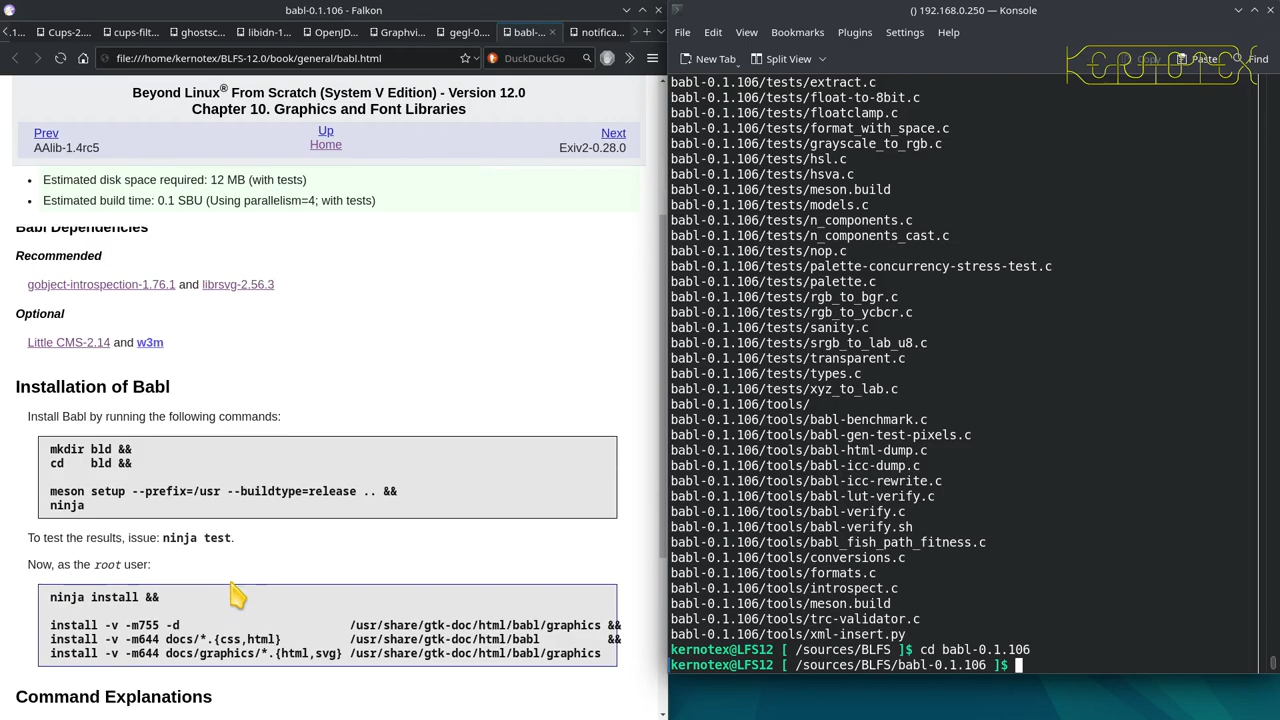 babl-0.1.106 - Falkon
.1... Cups-2.... cups-filt... ghostsc... libidn-1... OpenJD... Graphvi... gegl-0.... babl-... notifica...
file:///home/kernotex/BLFS-12.0/book/general/babl.html DuckDuckGo
Beyond Linux® From Scratch (System V Edition) - Version 12.0
Chapter 10. Graphics and Font Libraries
Prev Up Next
AAlib-1.4rc5 Home Exiv2-0.28.0
Estimated disk space required: 12 MB (with tests)
Estimated build time: 0.1 SBU (Using parallelism=4; with tests)
Babl Dependencies
Recommended
gobject-introspection-1.76.1 and librsvg-2.56.3
Optional
Little CMS-2.14 and w3m
Installation of Babl
Install Babl by running the following commands:
mkdir bld &&
cd    bld &&
meson setup --prefix=/usr --buildtype=release .. &&
ninja
To test the results, issue: ninja test.
Now, as the root user:
ninja install &&
install -v -m755 -d                         /usr/share/gtk-doc/html/babl/graphics &&
install -v -m644 docs/*.{css,html}          /usr/share/gtk-doc/html/babl          &&
install -v -m644 docs/graphics/*.{html,svg} /usr/share/gtk-doc/html/babl/graphics
Command Explanations
() 192.168.0.250 — Konsole
File Edit View Bookmarks Plugins Settings Help
New Tab Split View Copy Paste Find
Kernotex
babl-0.1.106/tests/extract.c
babl-0.1.106/tests/float-to-8bit.c
babl-0.1.106/tests/floatclamp.c
babl-0.1.106/tests/format_with_space.c
babl-0.1.106/tests/grayscale_to_rgb.c
babl-0.1.106/tests/hsl.c
babl-0.1.106/tests/hsva.c
babl-0.1.106/tests/meson.build
babl-0.1.106/tests/models.c
babl-0.1.106/tests/n_components.c
babl-0.1.106/tests/n_components_cast.c
babl-0.1.106/tests/nop.c
babl-0.1.106/tests/palette-concurrency-stress-test.c
babl-0.1.106/tests/palette.c
babl-0.1.106/tests/rgb_to_bgr.c
babl-0.1.106/tests/rgb_to_ycbcr.c
babl-0.1.106/tests/sanity.c
babl-0.1.106/tests/srgb_to_lab_u8.c
babl-0.1.106/tests/transparent.c
babl-0.1.106/tests/types.c
babl-0.1.106/tests/xyz_to_lab.c
babl-0.1.106/tools/
babl-0.1.106/tools/babl-benchmark.c
babl-0.1.106/tools/babl-gen-test-pixels.c
babl-0.1.106/tools/babl-html-dump.c
babl-0.1.106/tools/babl-icc-dump.c
babl-0.1.106/tools/babl-icc-rewrite.c
babl-0.1.106/tools/babl-lut-verify.c
babl-0.1.106/tools/babl-verify.c
babl-0.1.106/tools/babl-verify.sh
babl-0.1.106/tools/babl_fish_path_fitness.c
babl-0.1.106/tools/conversions.c
babl-0.1.106/tools/formats.c
babl-0.1.106/tools/introspect.c
babl-0.1.106/tools/meson.build
babl-0.1.106/tools/trc-validator.c
babl-0.1.106/tools/xml-insert.py
kernotex@LFS12 [ /sources/BLFS ]$ cd babl-0.1.106
kernotex@LFS12 [ /sources/BLFS/babl-0.1.106 ]$